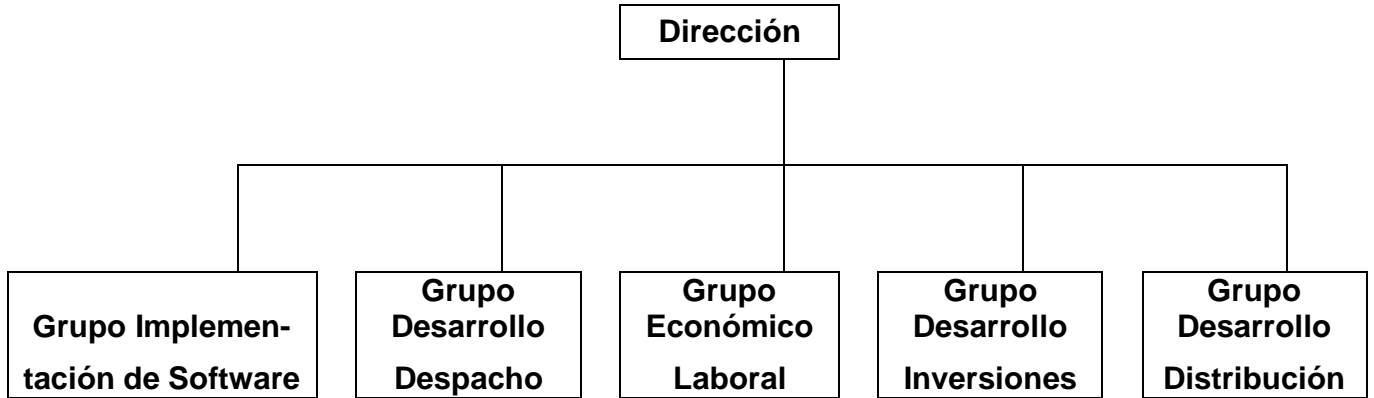 Dirección
Grupo Implemen-
tación de Software
Grupo
Desarrollo
Despacho
Grupo
Económico
Laboral
Grupo
Desarrollo
Inversiones
Grupo
Desarrollo
Distribución